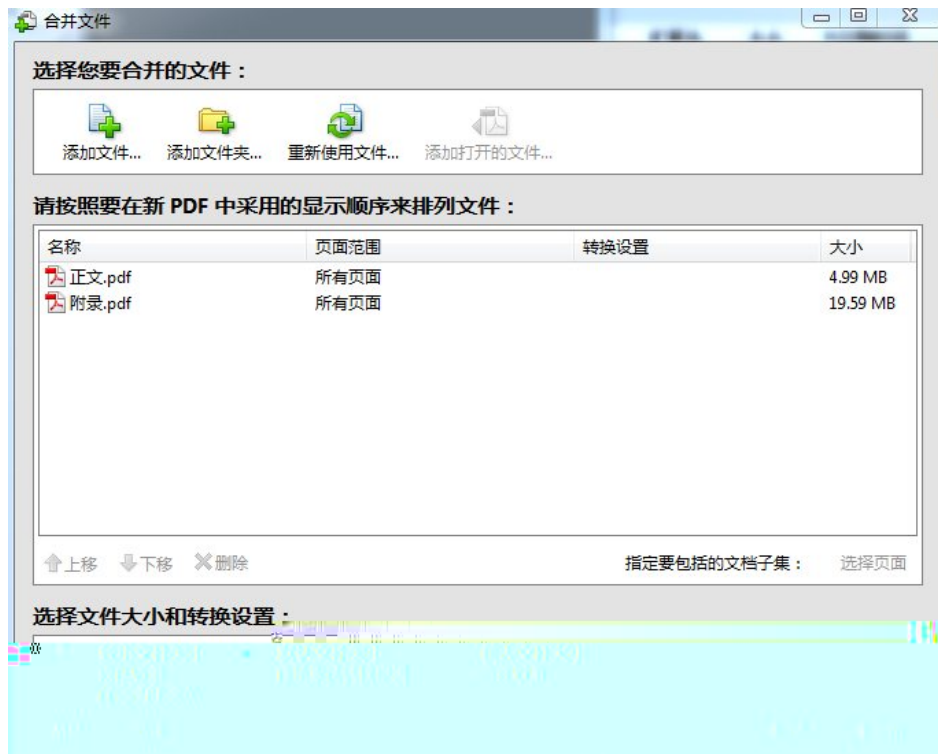 合并文件
选择您要合并的文件：
添加文件... 添加文件夹... 重新使用文件... 添加打开的文件...
请按照要在新 PDF 中采用的显示顺序来排列文件：
名称 页面范围 转换设置 大小
正文.pdf 所有页面 4.99 MB
附录.pdf 所有页面 19.59 MB
上移 下移 删除 指定要包括的文档子集： 选择页面
选择文件大小和转换设置：